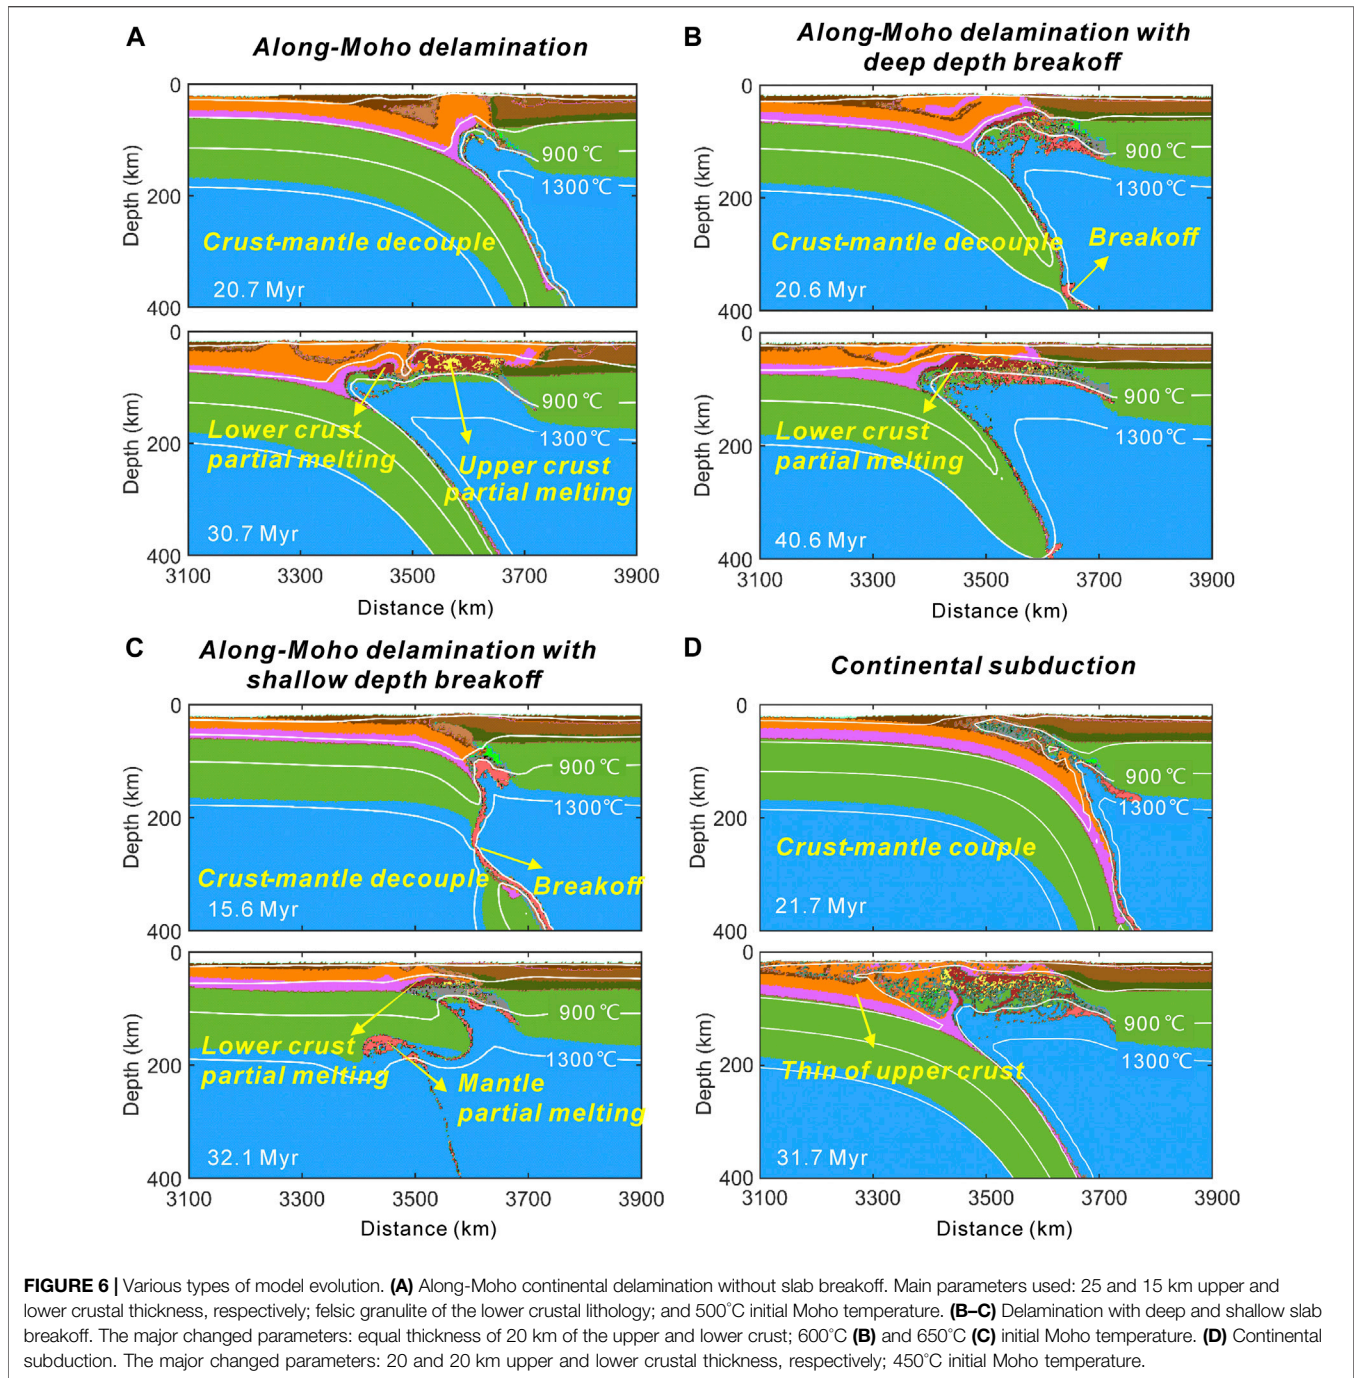 A
Along-Moho delamination
0
200
400
Depth (km)
900℃
1300℃
Crust-mantle decouple
20.7 Myr
0
200
400
Depth (km)
900℃
1300℃
Lower crust
partial melting
Upper crust
partial melting
30.7 Myr
3100
3300
3500
3700
3900
Distance (km)
B
Along-Moho delamination with
deep depth breakoff
0
200
400
Depth (km)
900℃
1300℃
Crust-mantle decouple
Breakoff
20.6 Myr
0
200
400
Depth (km)
900℃
1300℃
Lower crust
partial melting
40.6 Myr
3100
3300
3500
3700
3900
Distance (km)
C
Along-Moho delamination with
shallow depth breakoff
0
200
400
Depth (km)
900℃
1300℃
Crust-mantle decouple
Breakoff
15.6 Myr
0
200
400
Depth (km)
900℃
1300℃
Lower crust
partial melting
Mantle
partial melting
32.1 Myr
3100
3300
3500
3700
3900
Distance (km)
D
Continental subduction
0
200
400
Depth (km)
900℃
1300℃
Crust-mantle couple
21.7 Myr
0
200
400
Depth (km)
900℃
1300℃
Thin of upper crust
31.7 Myr
3100
3300
3500
3700
3900
Distance (km)
FIGURE 6 | Various types of model evolution. (A) Along-Moho continental delamination without slab breakoff. Main parameters used: 25 and 15 km upper and
lower crustal thickness, respectively; felsic granulite of the lower crustal lithology; and 500°C initial Moho temperature. (B–C) Delamination with deep and shallow slab
breakoff. The major changed parameters: equal thickness of 20 km of the upper and lower crust; 600°C (B) and 650°C (C) initial Moho temperature. (D) Continental
subduction. The major changed parameters: 20 and 20 km upper and lower crustal thickness, respectively; 450°C initial Moho temperature.